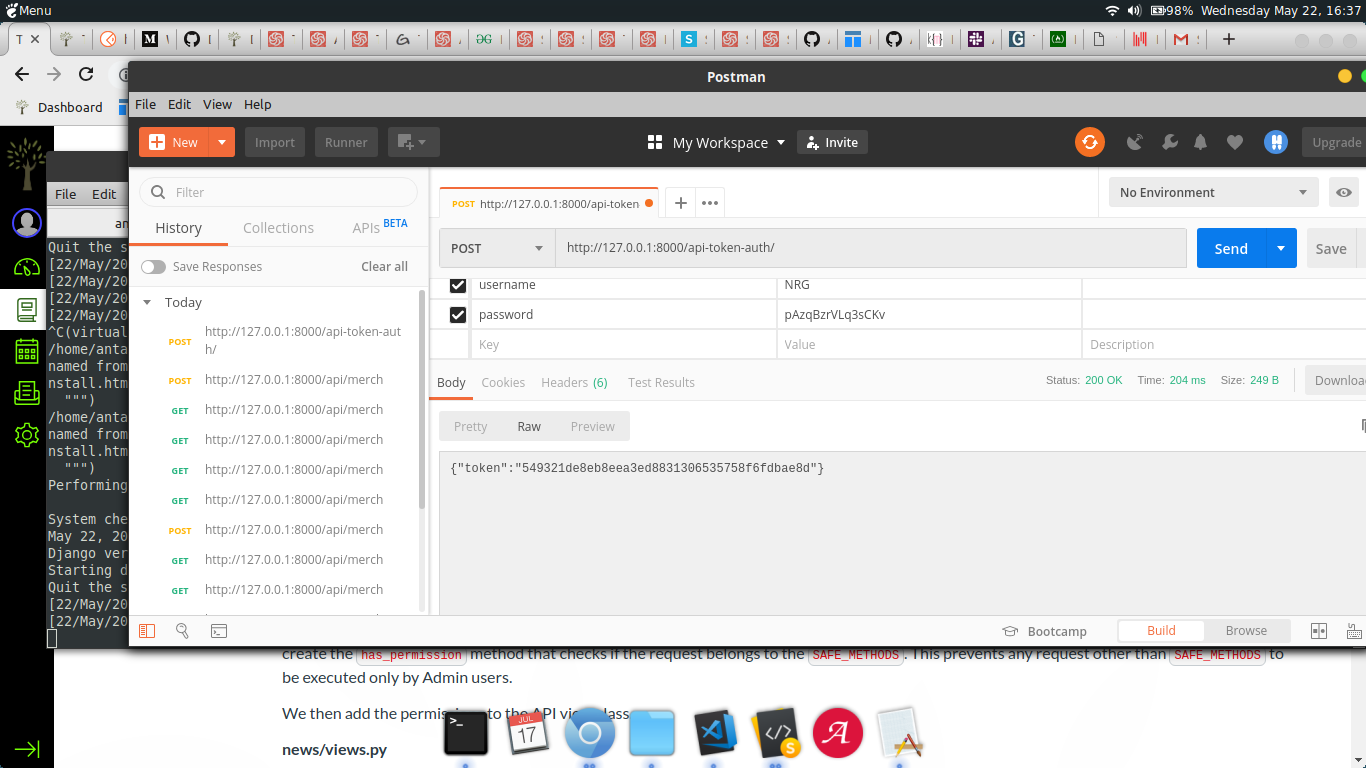 Menu
98% Wednesday May 22, 16:37
T
Postman
Dashboard
File Edit View Help
New Import Runner
My Workspace Invite
Upgrade
Filter
History Collections APIs BETA
Save Responses Clear all
Today
POST http://127.0.0.1:8000/api-token-aut
h/
POST http://127.0.0.1:8000/api/merch
GET http://127.0.0.1:8000/api/merch
GET http://127.0.0.1:8000/api/merch
GET http://127.0.0.1:8000/api/merch
GET http://127.0.0.1:8000/api/merch
POST http://127.0.0.1:8000/api/merch
GET http://127.0.0.1:8000/api/merch
GET http://127.0.0.1:8000/api/merch
POST http://127.0.0.1:8000/api-token
No Environment
POST http://127.0.0.1:8000/api-token-auth/ Send Save
username NRG
password pAzqBzrVLq3sCKv
Key Value Description
Body Cookies Headers (6) Test Results
Status: 200 OK Time: 204 ms Size: 249 B Downloa
Pretty Raw Preview
{"token":"549321de8eb8eea3ed8831306535758f6fdbae8d"}
Bootcamp Build Browse
File Edit
an
Quit the s
[22/May/20
[22/May/20
[22/May/20
[22/May/20
^C(virtual
/home/anta
named from
nstall.htm
""")
/home/anta
named from
nstall.htm
""")
Performing
System che
May 22, 20
Django ver
Starting d
Quit the s
[22/May/20
[22/May/20
create the has_permission method that checks if the request belongs to the SAFE_METHODS. This prevents any request other than SAFE_METHODS to
be executed only by Admin users.
We then add the permis to the API vi lass
news/views.py
JUL
17